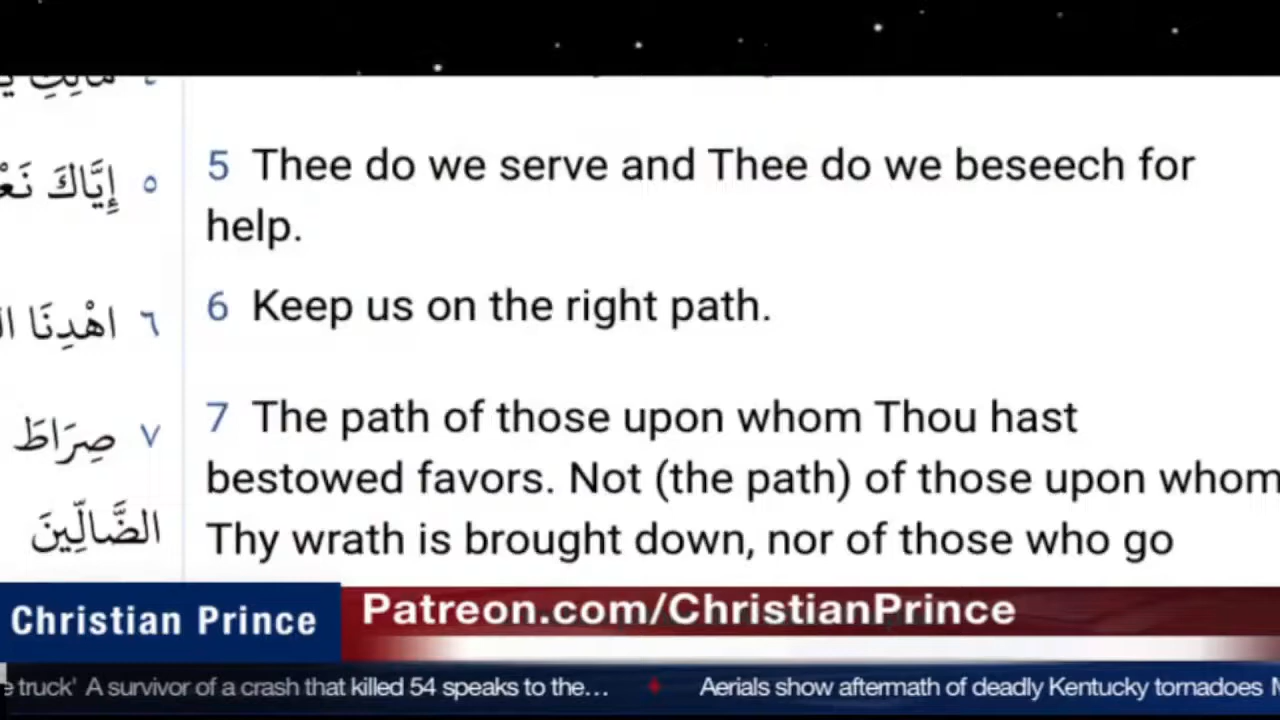 5 Thee do we serve and Thee do we beseech for
٥ إِيَّاكَ
help.
6 Keep us on the right path.
٦ اهْدِنَا
7 The path of those upon whom Thou hast
٧ صِرَاطَ
bestowed favors. Not (the path) of those upon whom
الضَّالِّينَ
Thy wrath is brought down, nor of those who go
Christian Prince
Patreon.com/ChristianPrince
truck' A survivor of a crash that killed 54 speaks to the... Aerials show aftermath of deadly Kentucky tornadoes